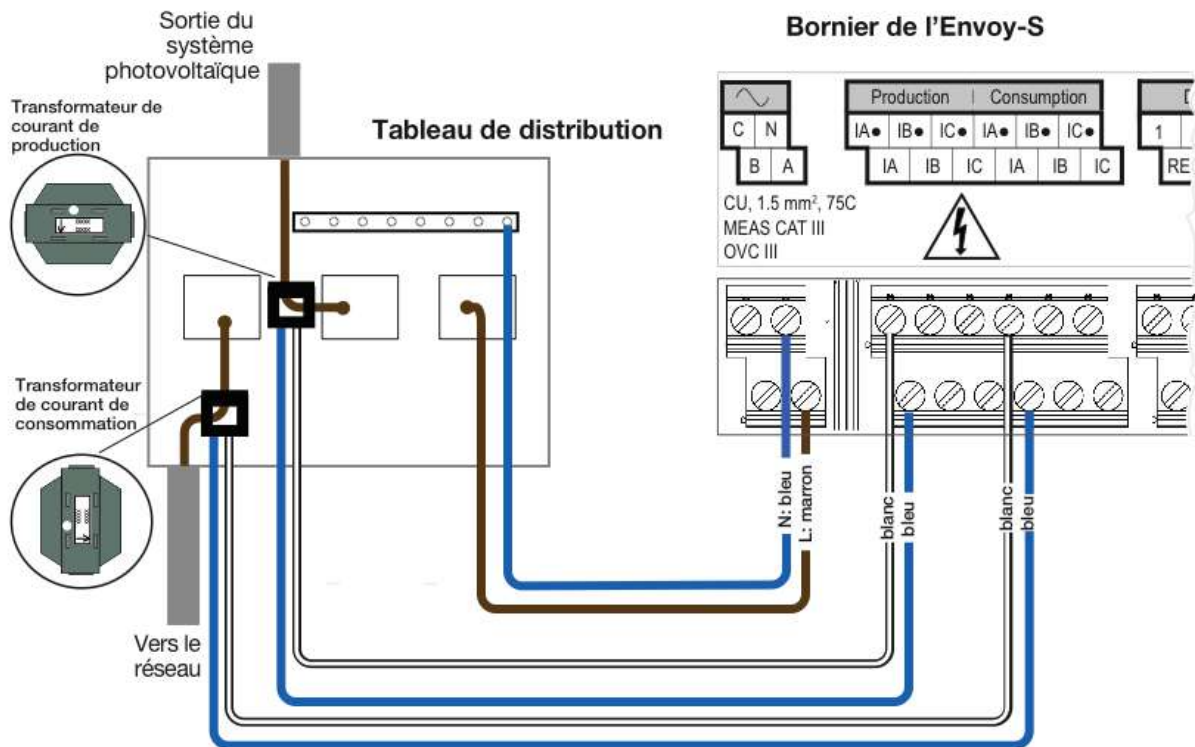 Sortie du
système
photovoltaïque
Bornier de l'Envoy-S
Transformateur de
courant de
production
Tableau de distribution
Production | Consumption
C N
IA● IB● IC● IA● IB● IC●
1
B A
IA IB IC IA IB IC
RE
CU, 1.5 mm², 75C
MEAS CAT III
OVC III
Transformateur
de courant de
consommation
N: bleu
L: marron
blanc
bleu
blanc
bleu
Vers le
réseau